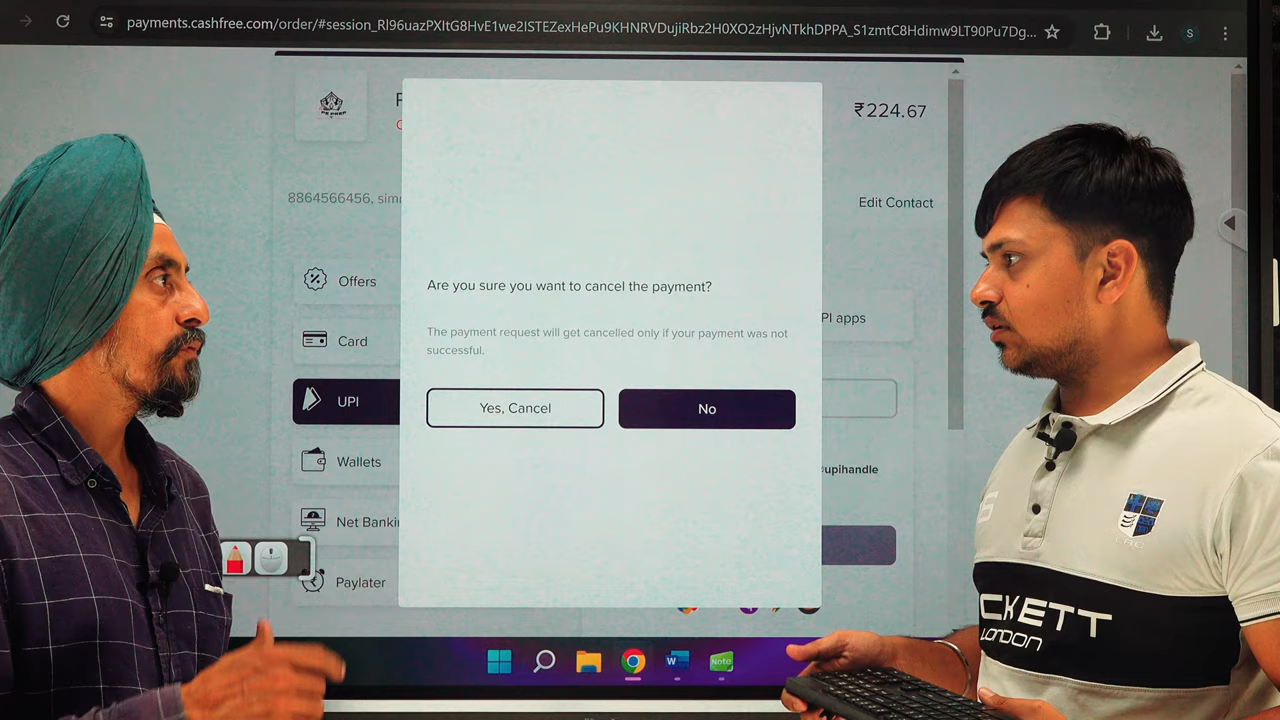 payments.cashfree.com/order/#session_Rl96uazPXItG8HvE1we2ISTEZexHePu9KHNRVDujiRbz2H0XO2zHjvNTkhDPPA_S1zmtC8Hdimw9LT90Pu7Dg...
S
₹224.67
8864566456, sim
Edit Contact
Offers
Card
UPI
Wallets
Net Bankin
Paylater
Are you sure you want to cancel the payment?
The payment request will get cancelled only if your payment was not
successful.
Yes, Cancel
No
PI apps
upihandle
W
Note
CKETT
LONDON